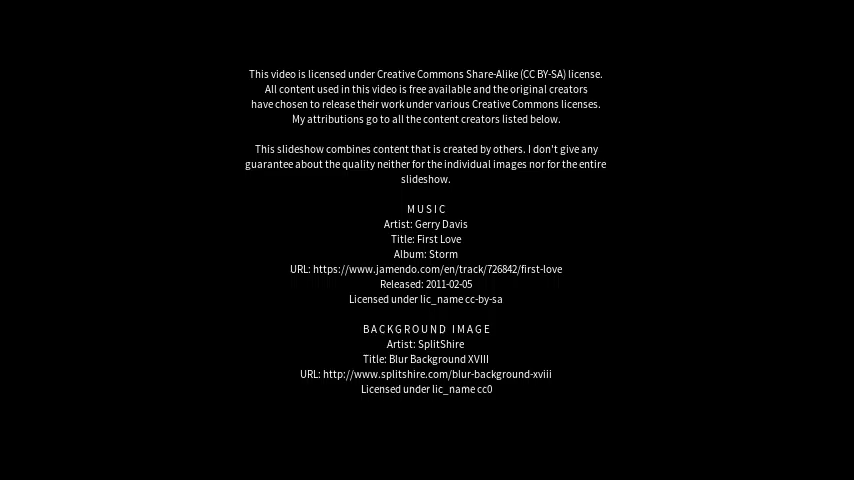 This video is licensed under Creative Commons Share-Alike (CC BY-SA) license.
All content used in this video is free available and the original creators
have chosen to release their work under various Creative Commons licenses.
My attributions go to all the content creators listed below.
This slideshow combines content that is created by others. I don't give any
guarantee about the quality neither for the individual images nor for the entire
slideshow.
MUSIC
Artist: Gerry Davis
Title: First Love
Album: Storm
URL: https://www.jamendo.com/en/track/726842/first-love
Released: 2011-02-05
Licensed under lic_name cc-by-sa
BACKGROUND IMAGE
Artist: SplitShire
Title: Blur Background XVIII
URL: http://www.splitshire.com/blur-background-xviii
Licensed under lic_name cc0